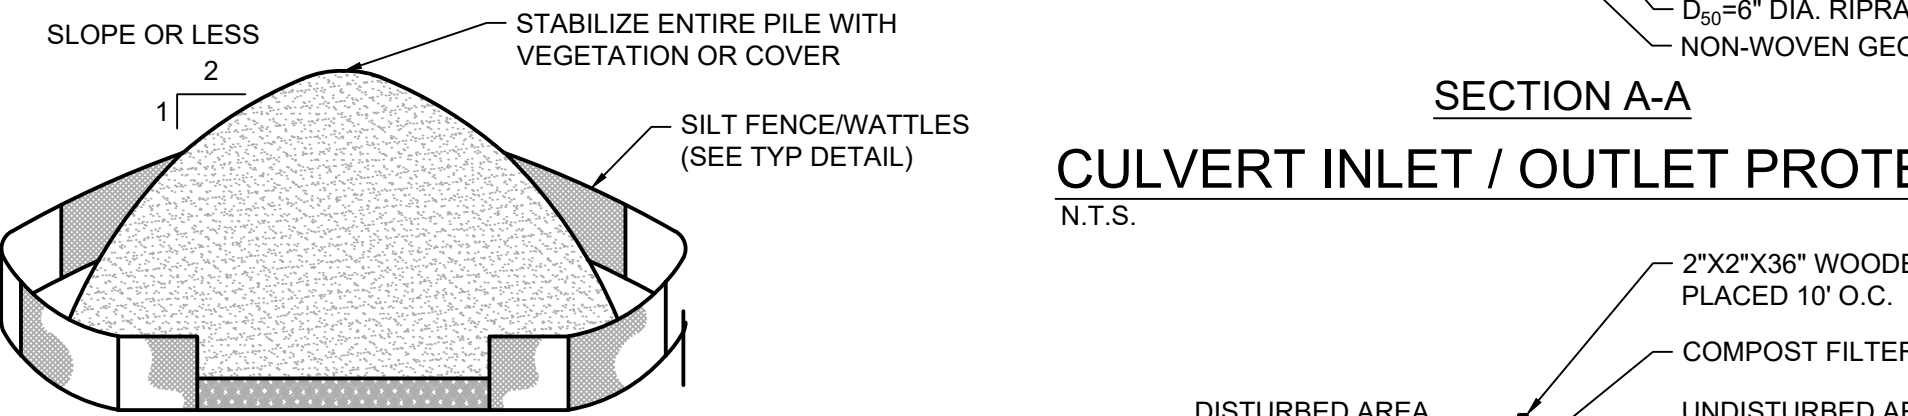 SLOPE OR LESS
2
1
STABILIZE ENTIRE PILE WITH
VEGETATION OR COVER
SILT FENCE/WATTLES
(SEE TYP DETAIL)
D50=6" DIA. RIPRA
NON-WOVEN GEO
SECTION A-A
CULVERT INLET / OUTLET PROTE
N.T.S.
2"X2"X36" WOODE
PLACED 10' O.C.
COMPOST FILTER
DISTURBED AREA
UNDISTURBED AR